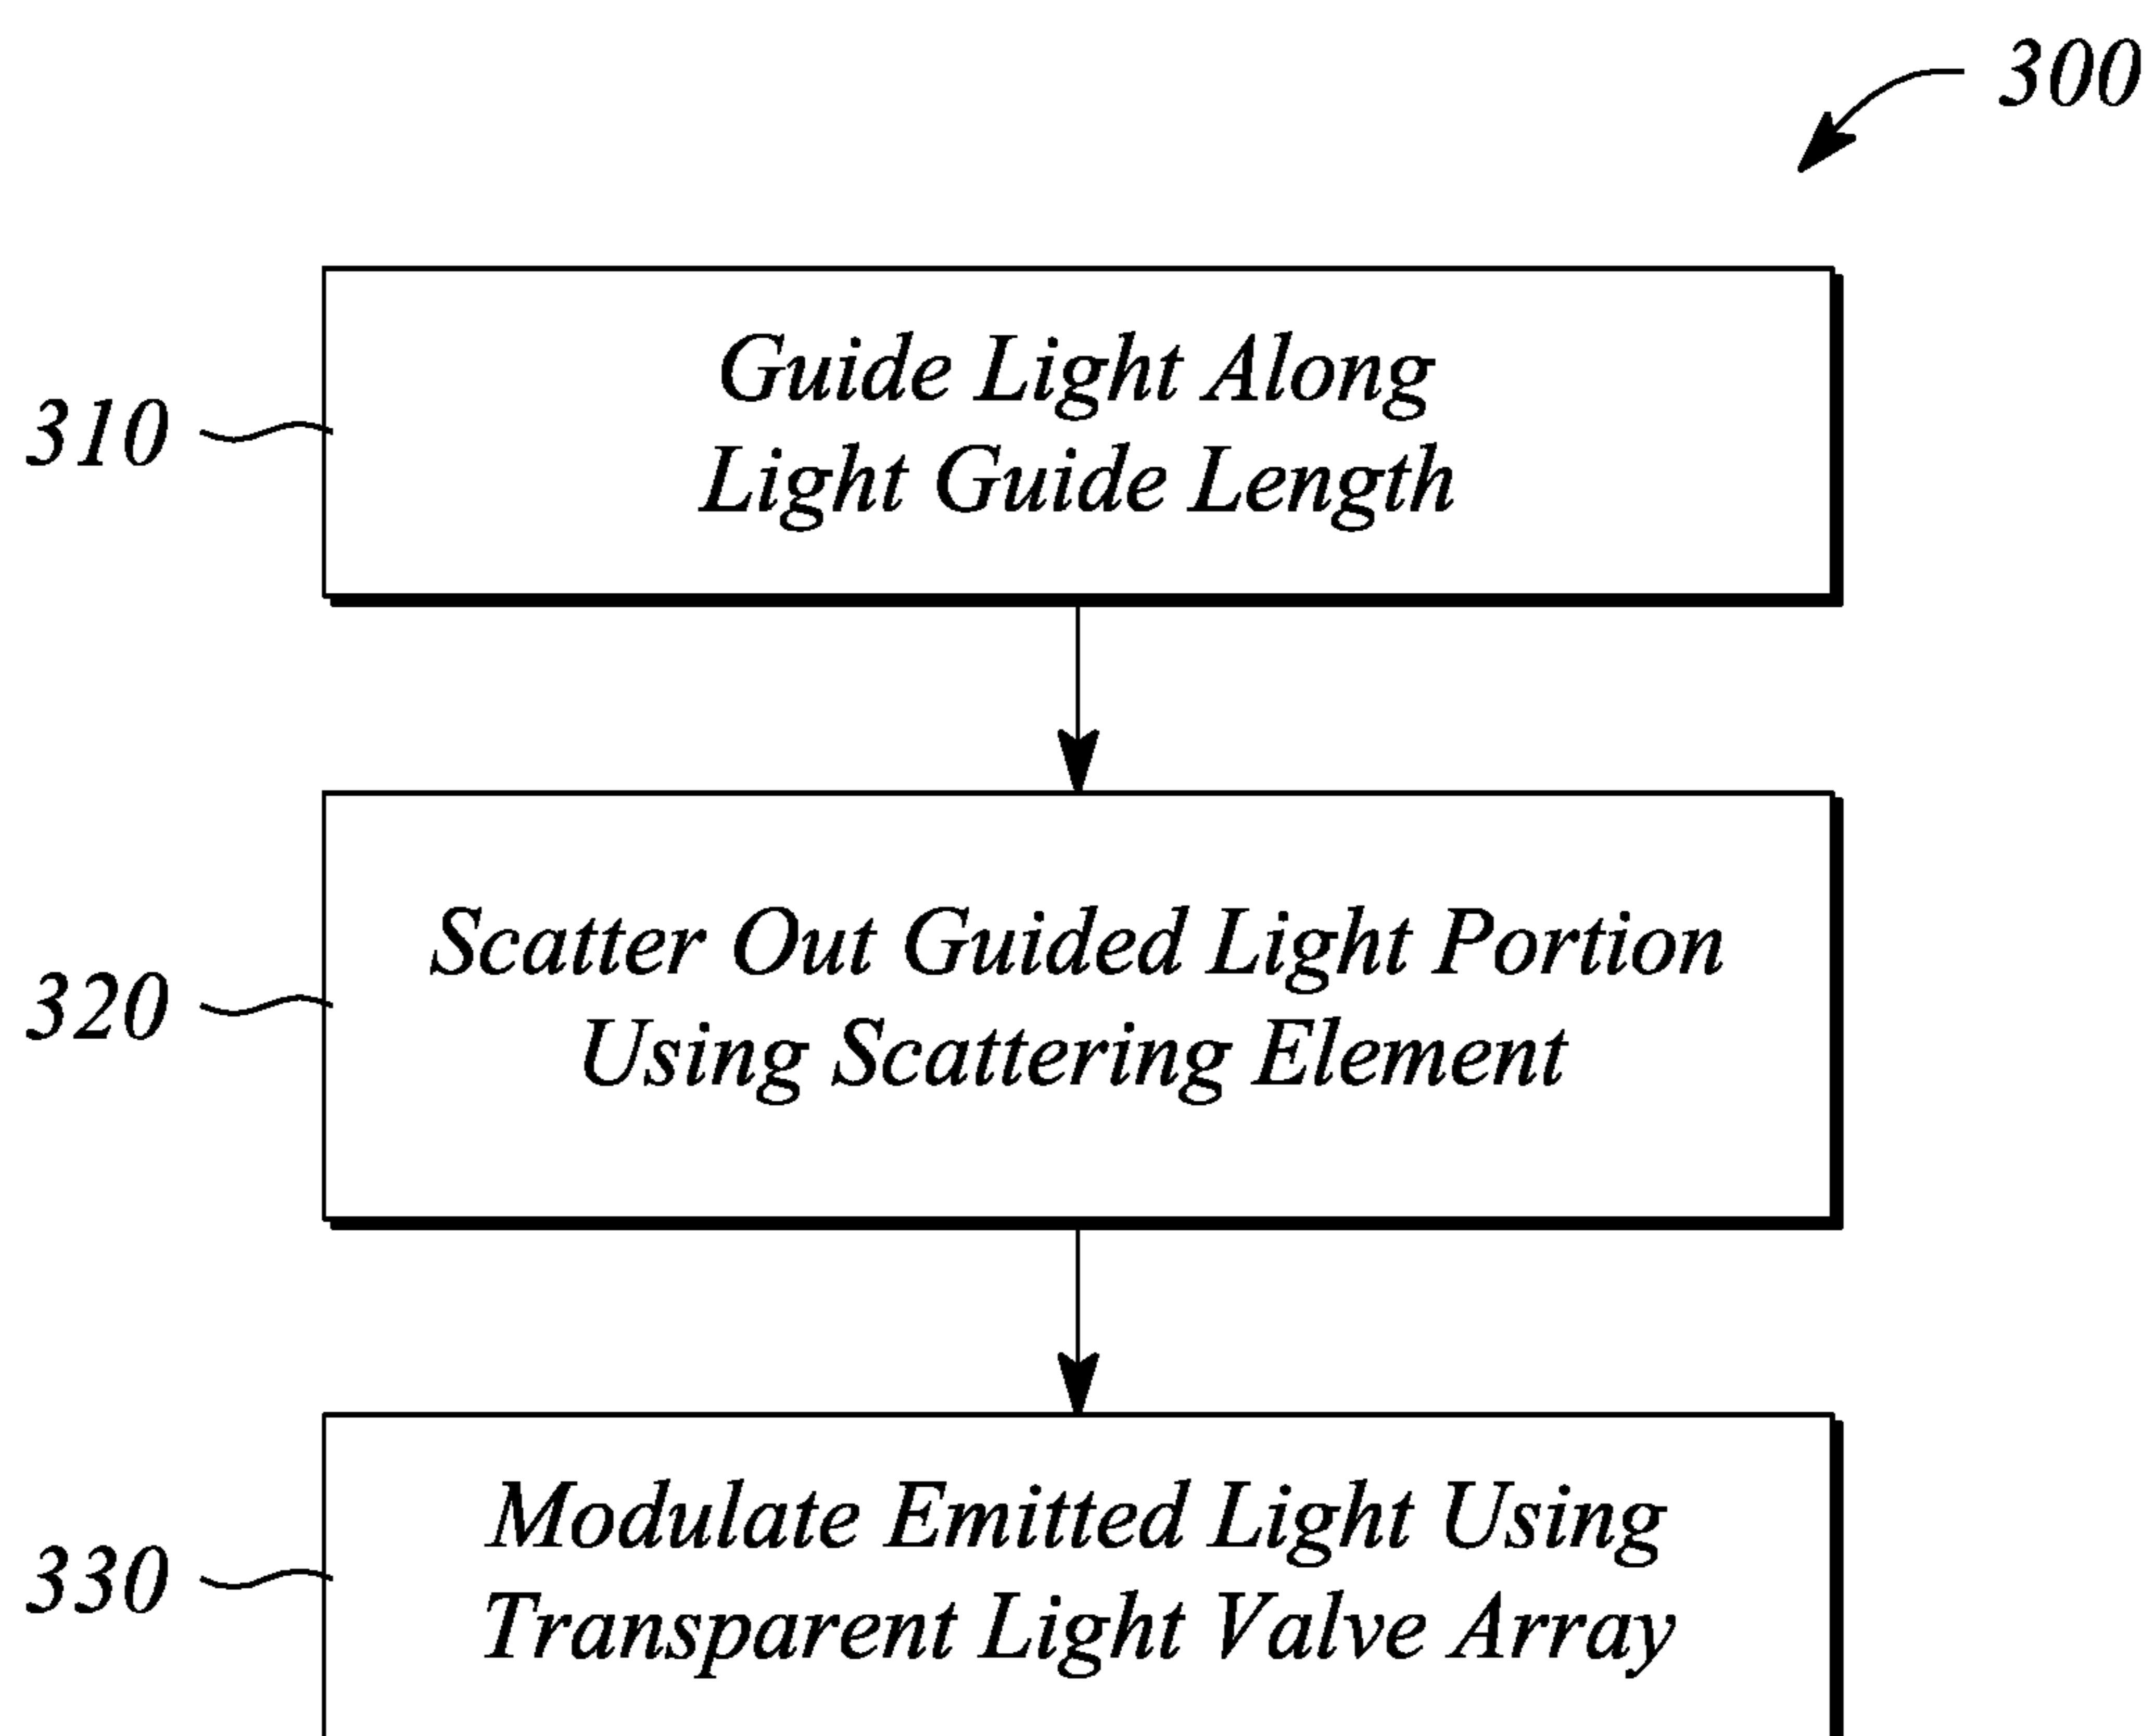 300
310
Guide Light Along
Light Guide Length
320
Scatter Out Guided Light Portion
Using Scattering Element
330
Modulate Emitted Light Using
Transparent Light Valve Array